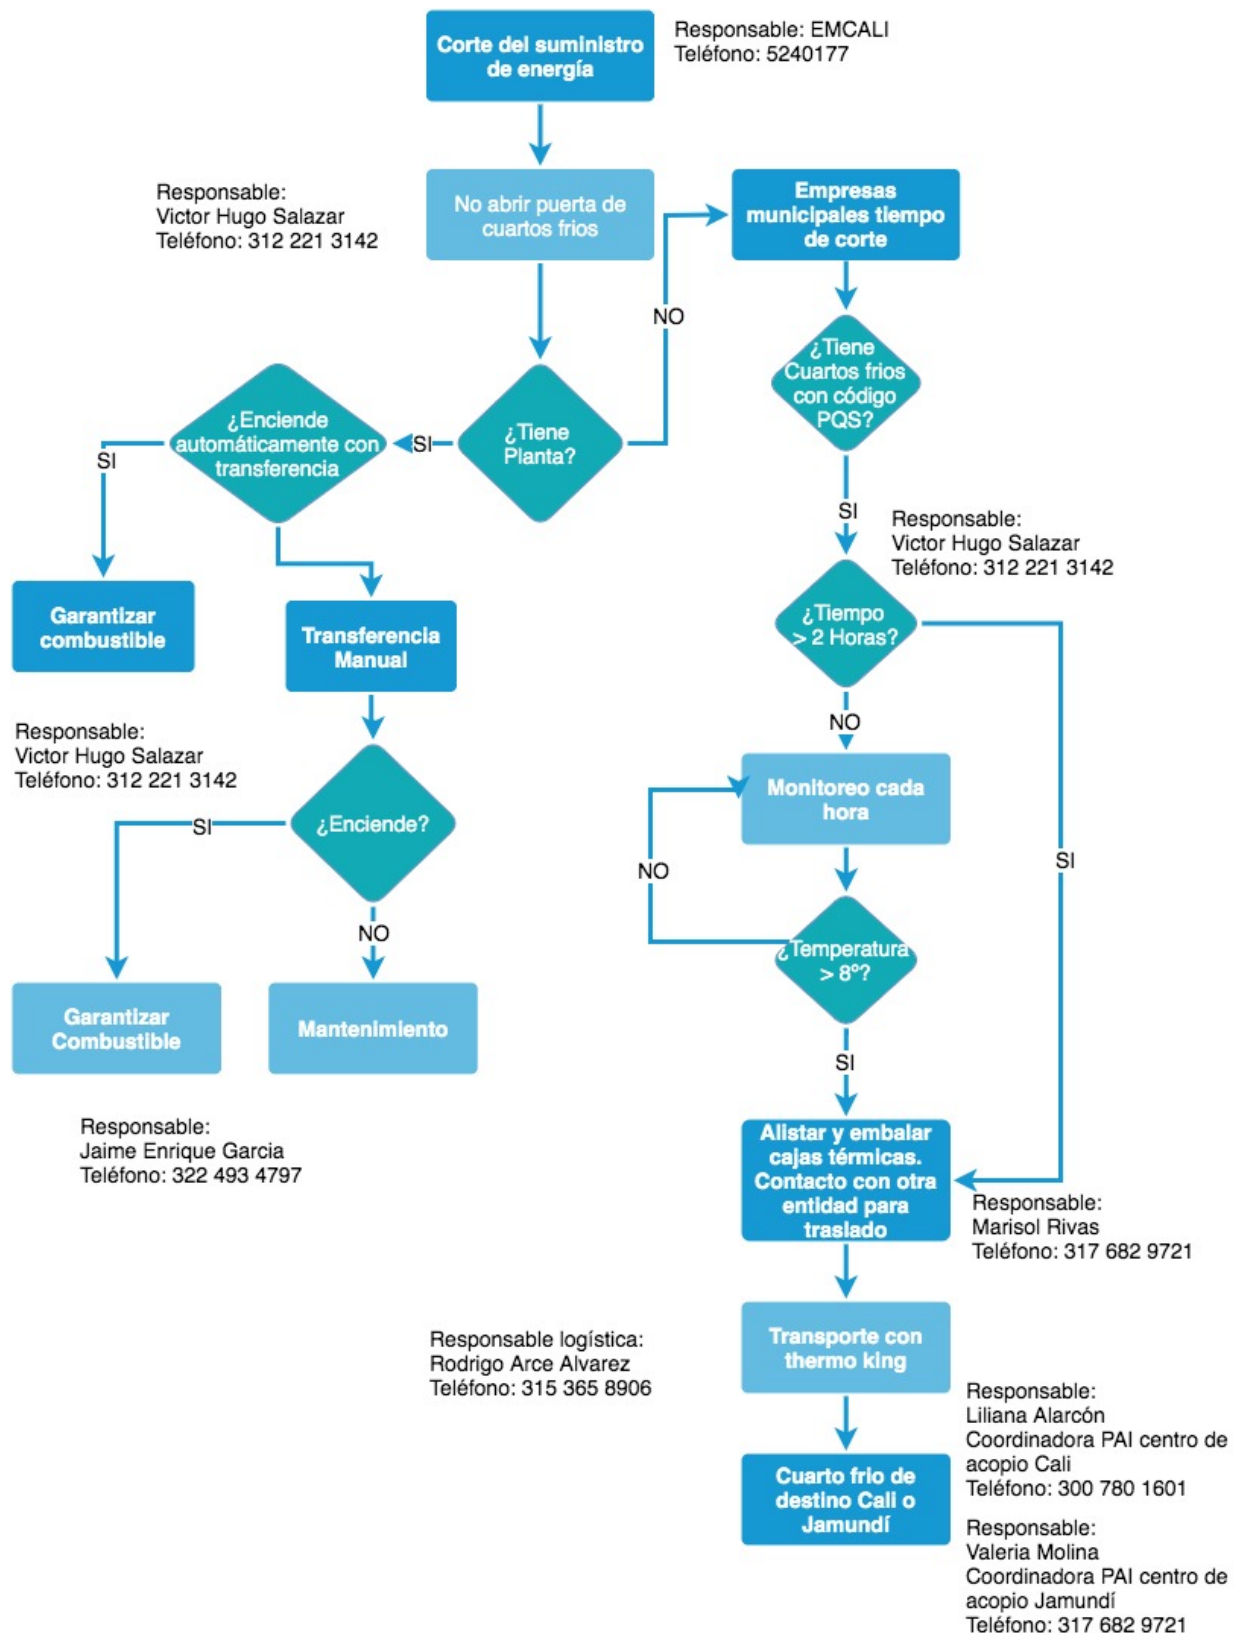 Corte del suministro
de energía
Responsable: EMCALI
Teléfono: 5240177
Responsable:
Victor Hugo Salazar
Teléfono: 312 221 3142
No abrir puerta de
cuartos frios
Empresas
municipales tiempo
de corte
NO
¿Tiene
Cuartos frios
con código
PQS?
¿Enciende
automáticamente con
transferencia
SI
¿Tiene
Planta?
SI
SI
Responsable:
Victor Hugo Salazar
Teléfono: 312 221 3142
Garantizar
combustible
Transferencia
Manual
¿Tiempo
> 2 Horas?
NO
Responsable:
Victor Hugo Salazar
Teléfono: 312 221 3142
Monitoreo cada
hora
SI
¿Enciende?
SI
NO
NO
¿Temperatura
> 8º?
Garantizar
Combustible
Mantenimiento
SI
Responsable:
Jaime Enrique Garcia
Teléfono: 322 493 4797
Alistar y embalar
cajas térmicas.
Contacto con otra
entidad para
traslado
Responsable:
Marisol Rivas
Teléfono: 317 682 9721
Responsable logística:
Rodrigo Arce Alvarez
Teléfono: 315 365 8906
Transporte con
thermo king
Responsable:
Liliana Alarcón
Coordinadora PAI centro de
acopio Cali
Teléfono: 300 780 1601
Cuarto frio de
destino Cali o
Jamundí
Responsable:
Valeria Molina
Coordinadora PAI centro de
acopio Jamundí
Teléfono: 317 682 9721